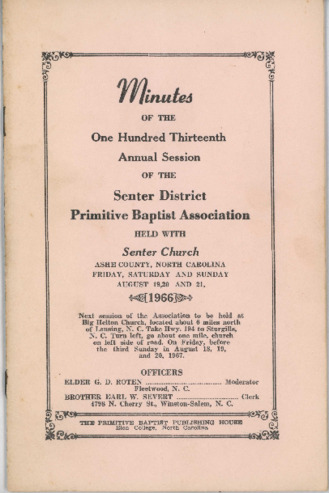 Minutes
OF THE
One Hundred Thirteenth
Annual Session
OF THE
Senter District
Primitive Baptist Association
HELD WITH
Senter Church
ASHE COUNTY, NORTH CAROLINA
FRIDAY, SATURDAY AND SUNDAY
AUGUST 19,20 AND 21,
1966
Next session of the Association to be held at
Big Helton Church, located about 9 miles north
of Lansing, N. C. Take Hwy. 194 to Sturgills,
N. C. Turn left, go about one mile, church
on left side of road. On Friday, before
the third Sunday in August 18, 19,
and 20, 1967.
OFFICERS
ELDER G. D. ROTEN ........................ Moderator
Fleetwood, N. C.
BROTHER EARL W. SEVERT ........................ Clerk
4798 N. Cherry St., Winston-Salem, N. C.
THE PRIMITIVE BAPTIST PUBLISHING HOUSE
Elon College, North Carolina